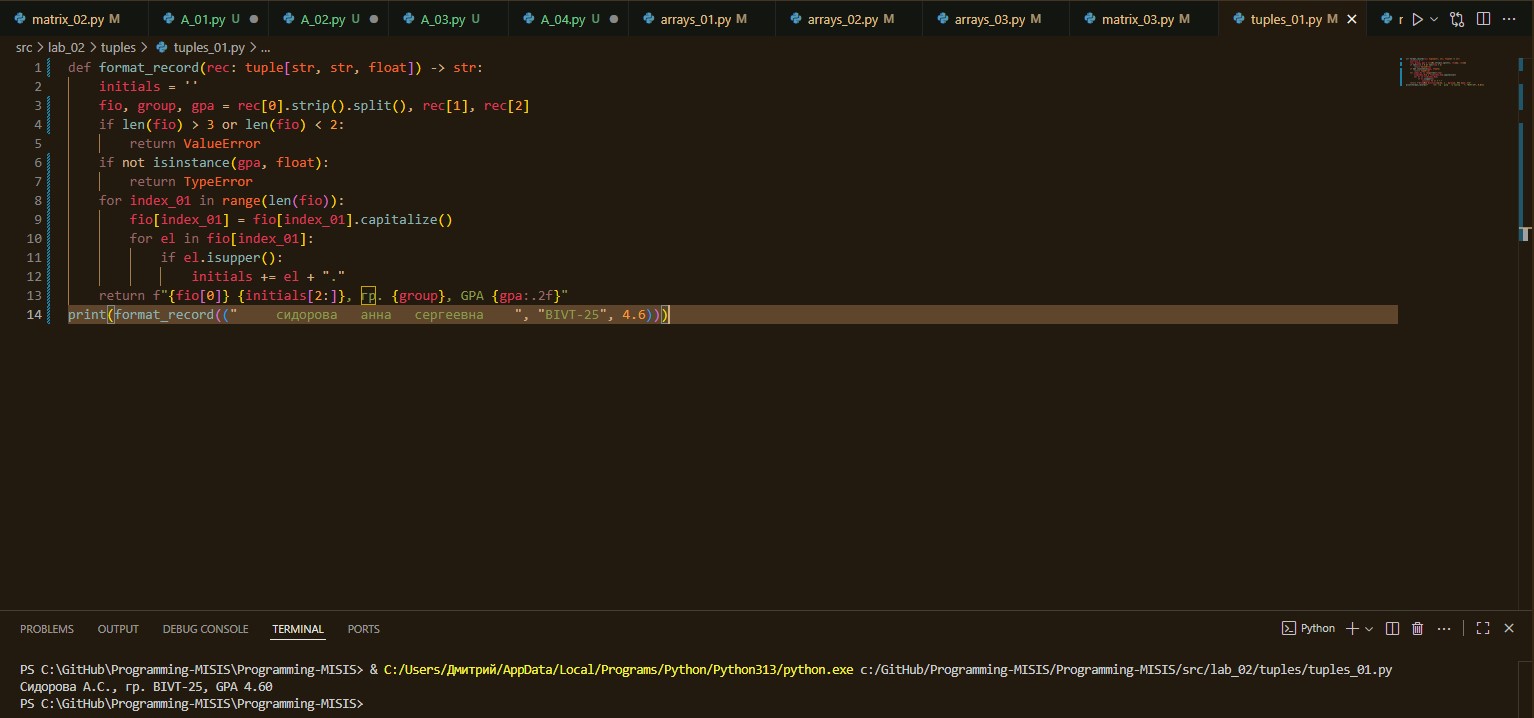 matrix_02.py M A_01.py U A_02.py U A_03.py U A_04.py U arrays_01.py M arrays_02.py M arrays_03.py M matrix_03.py M tuples_01.py M r
src > lab_02 > tuples > tuples_01.py > ...
1 def format_record(rec: tuple[str, str, float]) -> str:
2     initials = ''
3     fio, group, gpa = rec[0].strip().split(), rec[1], rec[2]
4     if len(fio) > 3 or len(fio) < 2:
5         return ValueError
6     if not isinstance(gpa, float):
7         return TypeError
8     for index_01 in range(len(fio)):
9         fio[index_01] = fio[index_01].capitalize()
10         for el in fio[index_01]:
11             if el.isupper():
12                 initials += el + "."
13     return f"{fio[0]} {initials[2:]}, гр. {group}, GPA {gpa:.2f}"
14 print(format_record(("     сидорова   анна   сергеевна    ", "BIVT-25", 4.6)))
PROBLEMS OUTPUT DEBUG CONSOLE TERMINAL PORTS Python
PS C:\GitHub\Programming-MISIS\Programming-MISIS> & C:/Users/Дмитрий/AppData/Local/Programs/Python/Python313/python.exe c:/GitHub/Programming-MISIS/Programming-MISIS/src/lab_02/tuples/tuples_01.py
Сидорова А.С., гр. BIVT-25, GPA 4.60
PS C:\GitHub\Programming-MISIS\Programming-MISIS>